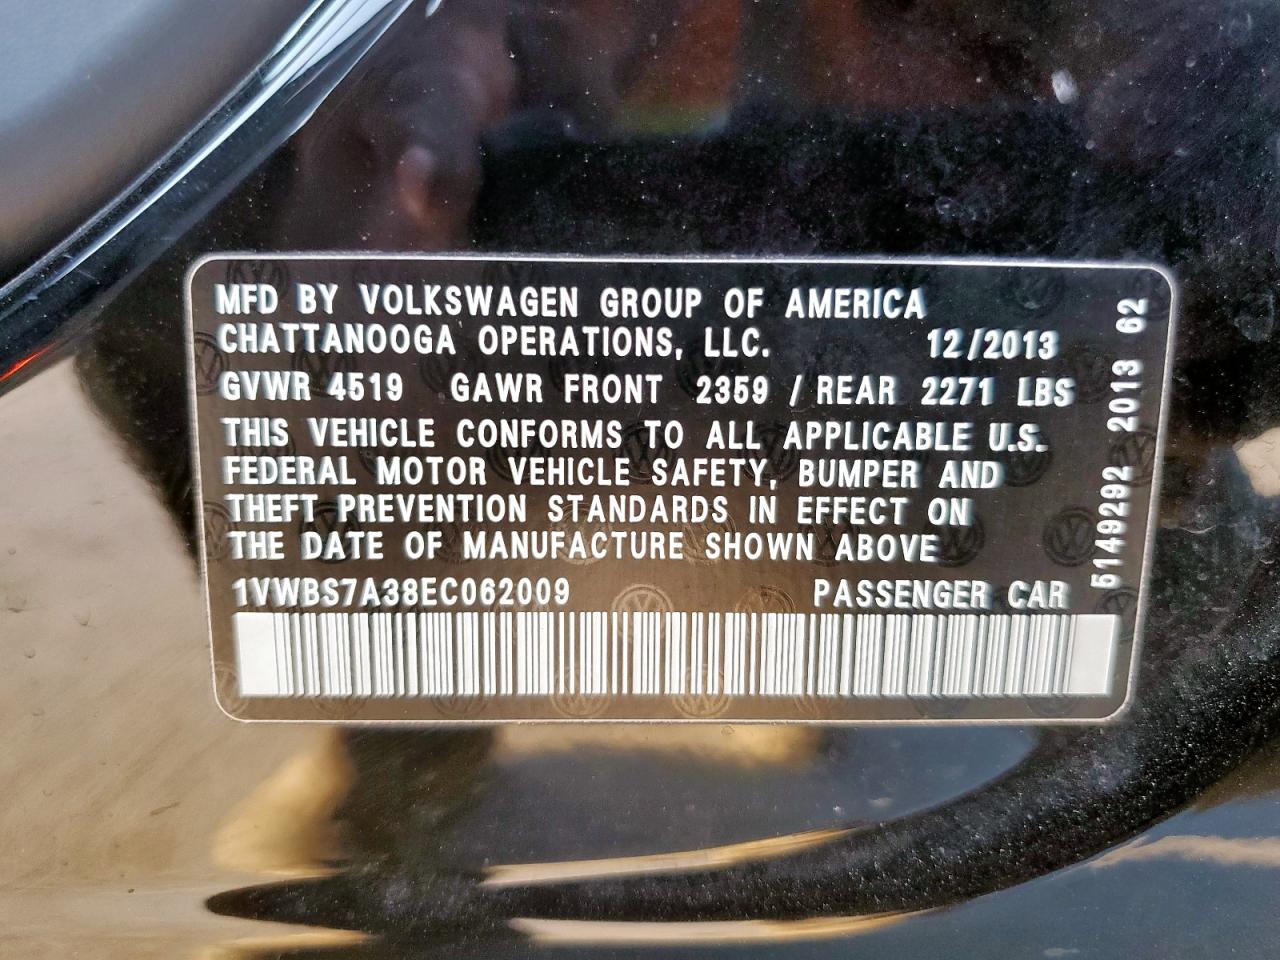 MFD BY VOLKSWAGEN GROUP OF AMERICA
CHATTANOOGA OPERATIONS, LLC. 12/2013
GVWR 4519 GAWR FRONT 2359 / REAR 2271 LBS
THIS VEHICLE CONFORMS TO ALL APPLICABLE U.S.
FEDERAL MOTOR VEHICLE SAFETY, BUMPER AND
THEFT PREVENTION STANDARDS IN EFFECT ON
THE DATE OF MANUFACTURE SHOWN ABOVE
1VWBS7A38EC062009 PASSENGER CAR
5149292 2013 62